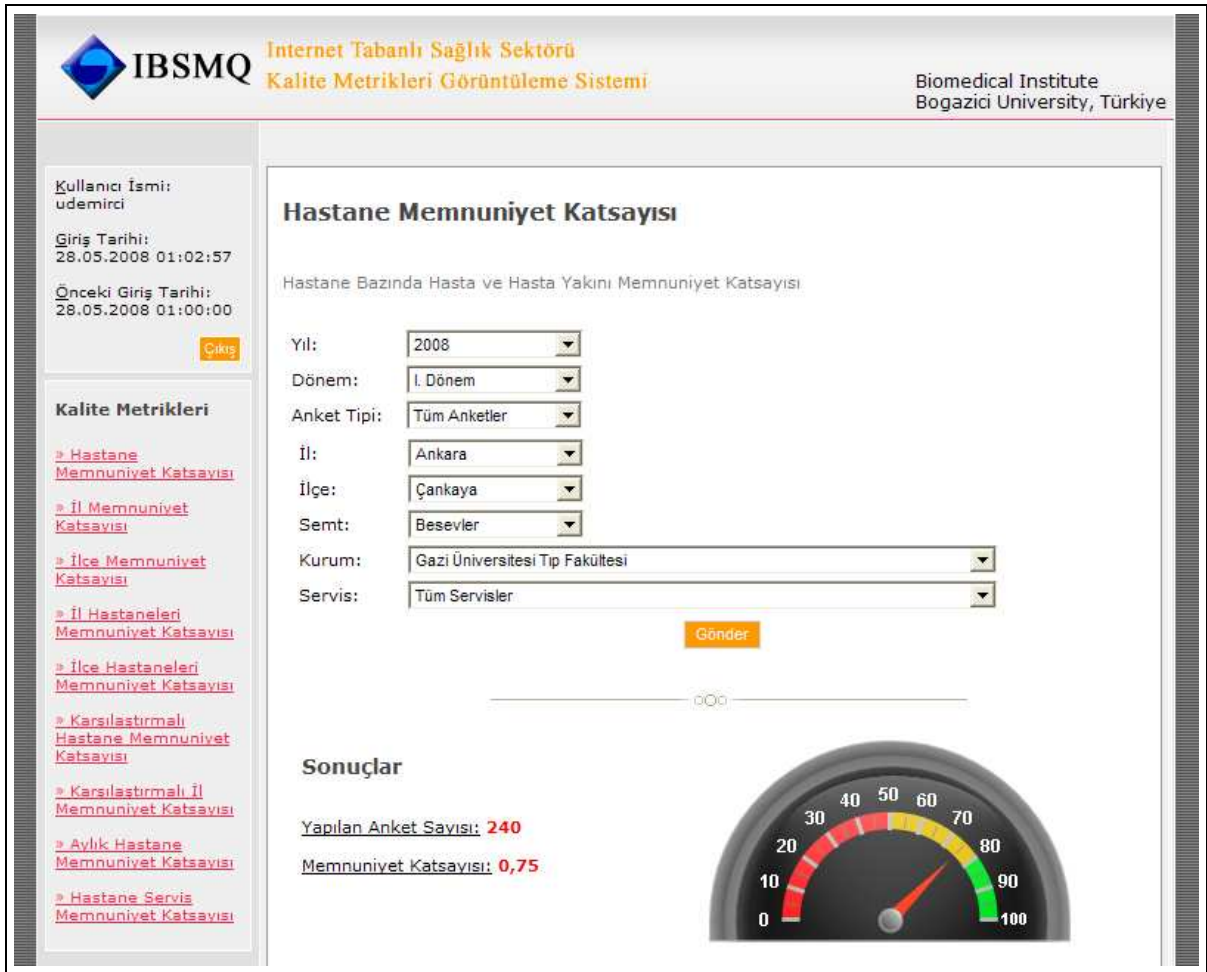 IBSMQ
İnternet Tabanlı Sağlık Sektörü
Kalite Metrikleri Görüntüleme Sistemi
Biomedical Institute
Bogazici University, Türkiye
Kullanıcı İsmi:
udemirci
Giriş Tarihi:
28.05.2008 01:02:57
Önceki Giriş Tarihi:
28.05.2008 01:00:00
Çıkış
Kalite Metrikleri
» Hastane
Memnuniyet Katsayısı
» İl Memnuniyet
Katsayısı
» İlçe Memnuniyet
Katsayısı
» İl Hastaneleri
Memnuniyet Katsayısı
» İlçe Hastaneleri
Memnuniyet Katsayısı
» Karşılaştırmalı
Hastane Memnuniyet
Katsayısı
» Karşılaştırmalı İl
Memnuniyet Katsayısı
» Aylık Hastane
Memnuniyet Katsayısı
» Hastane Servis
Memnuniyet Katsayısı
Hastane Memnuniyet Katsayısı
Hastane Bazında Hasta ve Hasta Yakını Memnuniyet Katsayısı
Yıl: 2008
Dönem: I. Dönem
Anket Tipi: Tüm Anketler
İl: Ankara
İlçe: Çankaya
Semt: Besevler
Kurum: Gazi Üniversitesi Tıp Fakültesi
Servis: Tüm Servisler
Gönder
Sonuçlar
Yapılan Anket Sayısı: 240
Memnuniyet Katsayısı: 0,75
0
10
20
30
40
50
60
70
80
90
100